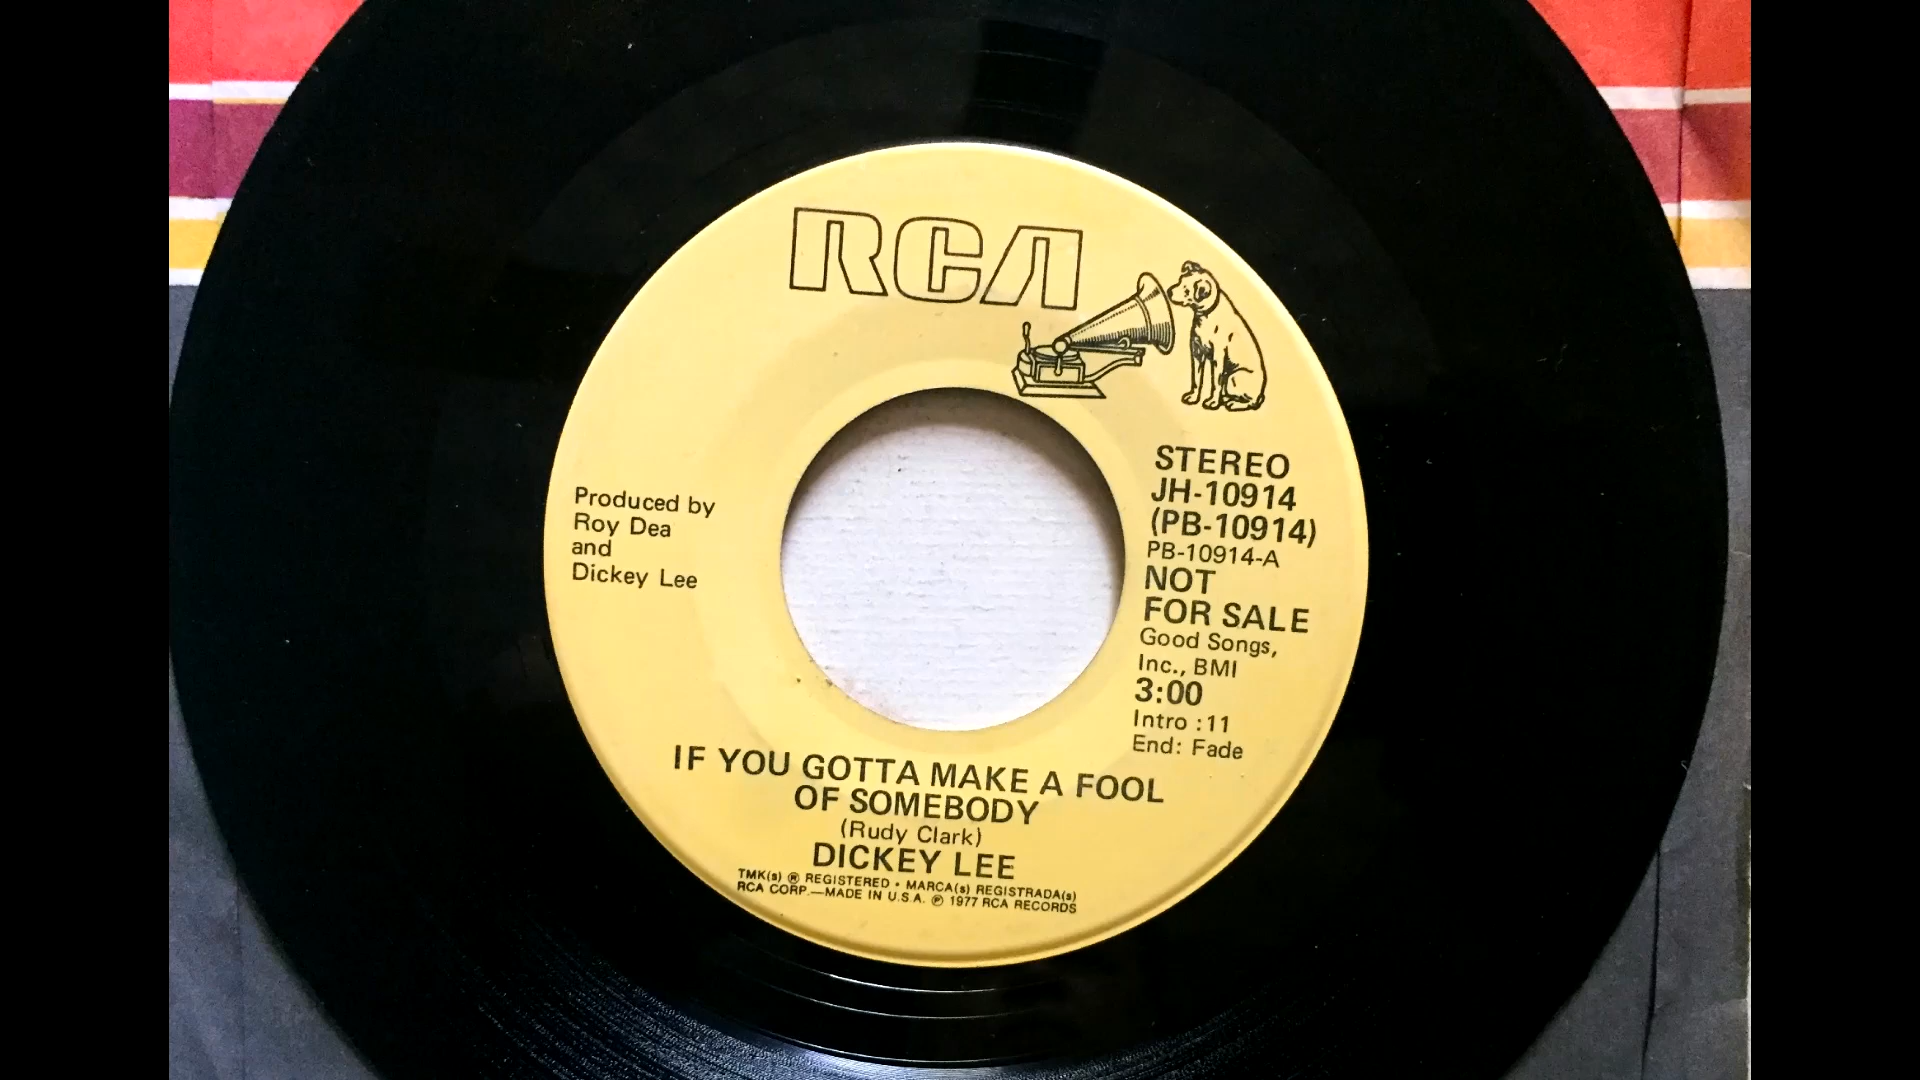 RCA
STEREO
JH-10914
(PB-10914)
PB-10914-A
NOT
FOR SALE
Good Songs,
Inc., BMI
3:00
Intro :11
End: Fade
Produced by
Roy Dea
and
Dickey Lee
IF YOU GOTTA MAKE A FOOL
OF SOMEBODY
(Rudy Clark)
DICKEY LEE
TMK(s) ® REGISTERED • MARCA(s) REGISTRADA(s)
RCA CORP.—MADE IN U.S.A. ℗ 1977 RCA RECORDS